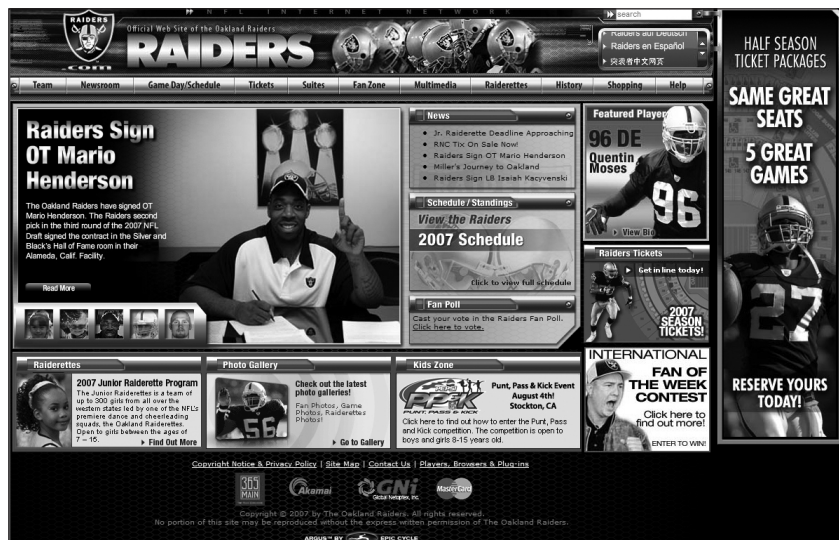 NFL INTERNET NETWORK
search
RAIDERS
.com
Official Web Site of the Oakland Raiders
RAIDERS
Raiders auf Deutsch
Raiders en Español
突袭者中文网页
Team Newsroom Game Day/Schedule Tickets Suites Fan Zone Multimedia Raiderettes History Shopping Help
Raiders Sign
OT Mario
Henderson
The Oakland Raiders have signed OT
Mario Henderson. The Raiders second
pick in the third round of the 2007 NFL
Draft signed the contract in the Silver and
Black's Hall of Fame room in their
Alameda, Calif. Facility.
Read More
News
Jr. Raiderette Deadline Approaching
RNC Tix On Sale Now!
Raiders Sign OT Mario Henderson
Miller's Journey to Oakland
Raiders Sign LB Isaiah Kacyvenski
Schedule/Standings
View the Raiders
2007 Schedule
Click to view full schedule
Fan Poll
Cast your vote in the Raiders Fan Poll.
Click here to vote.
Featured Player
96 DE
Quentin
Moses
96
View Bio
Raiders Tickets
Get in line today!
2007
SEASON
TICKETS!
Raiderettes
2007 Junior Raiderette Program
The Junior Raiderettes is a team of
up to 300 girls from all over the
western states led by one of the NFL's
premiere dance and cheerleading
squads, the Oakland Raiderettes.
Open to girls between the ages of
7 – 15.
Find Out More
Photo Gallery
56
Check out the latest
photo galleries!
Fan Photos, Game
Photos, Raiderettes
Photos!
Go to Gallery
Kids Zone
PP&K
PUNT, PASS & KICK
Punt, Pass & Kick Event
August 4th!
Stockton, CA
Click here to find out how to enter the Punt, Pass
and Kick competition. The competition is open to
boys and girls 8-15 years old.
INTERNATIONAL
FAN OF
THE WEEK
CONTEST
Click here to
find out more!
ENTER TO WIN!
HALF SEASON
TICKET PACKAGES
SAME GREAT
SEATS
5 GREAT
GAMES
27
RESERVE YOURS
TODAY!
Copyright Notice & Privacy Policy | Site Map | Contact Us | Players, Browsers & Plug-ins
365
MAIN
Akamai
GNi
Global Netoptex, Inc.
MasterCard
Copyright © 2007 by The Oakland Raiders. All rights reserved.
No portion of this site may be reproduced without the express written permission of The Oakland Raiders.
ARGUS™ BY EPIC CYCLE